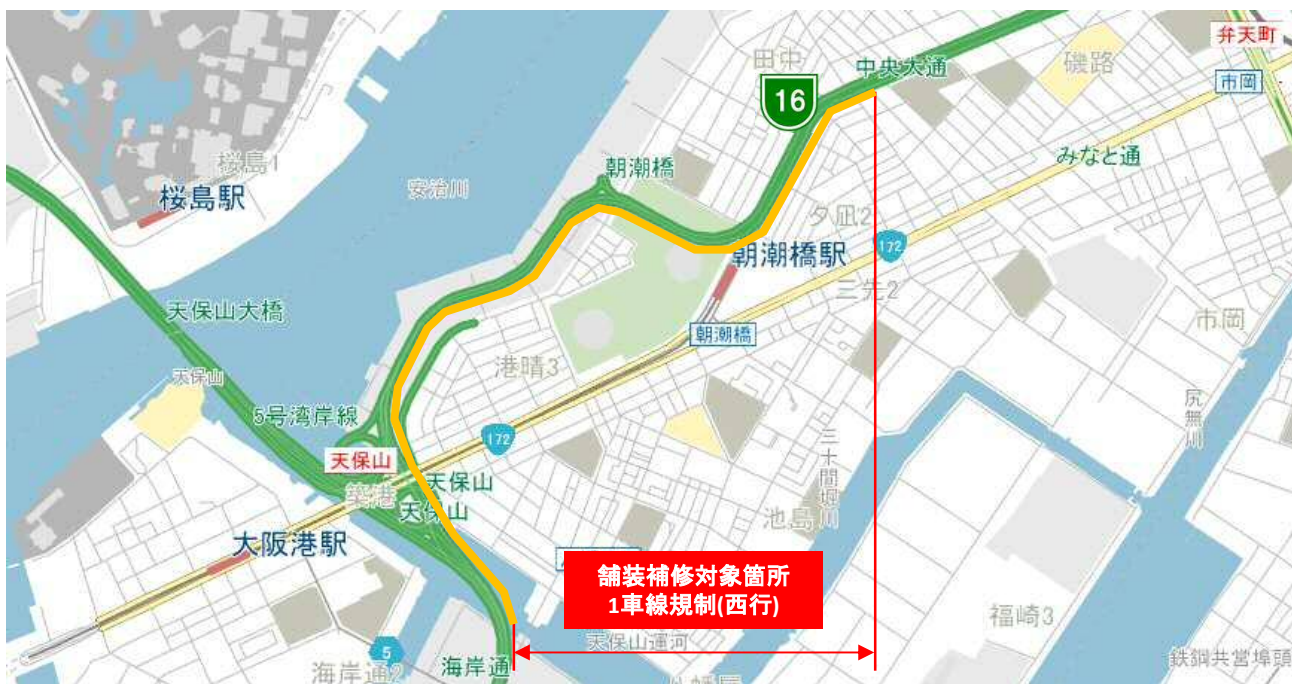 弁天町
田中
磯路
中央大通
市岡
16
みなと通
朝潮橋
桜島1
桜島駅
安治川
夕凪2
172
朝潮橋駅
三先2
天保山大橋
市岡
朝潮橋
港晴3
天保山
尻無川
5号湾岸線
172
天保山
三十間堀川
天保山
築港
天保山
池島
大阪港駅
舗装補修対象箇所
1車線規制(西行)
福崎3
天保山運河
5
海岸通
海岸通2
鉄鋼共営埠頭